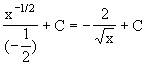 x^{-1/2}/(-1/2) + C = -2/√x + C